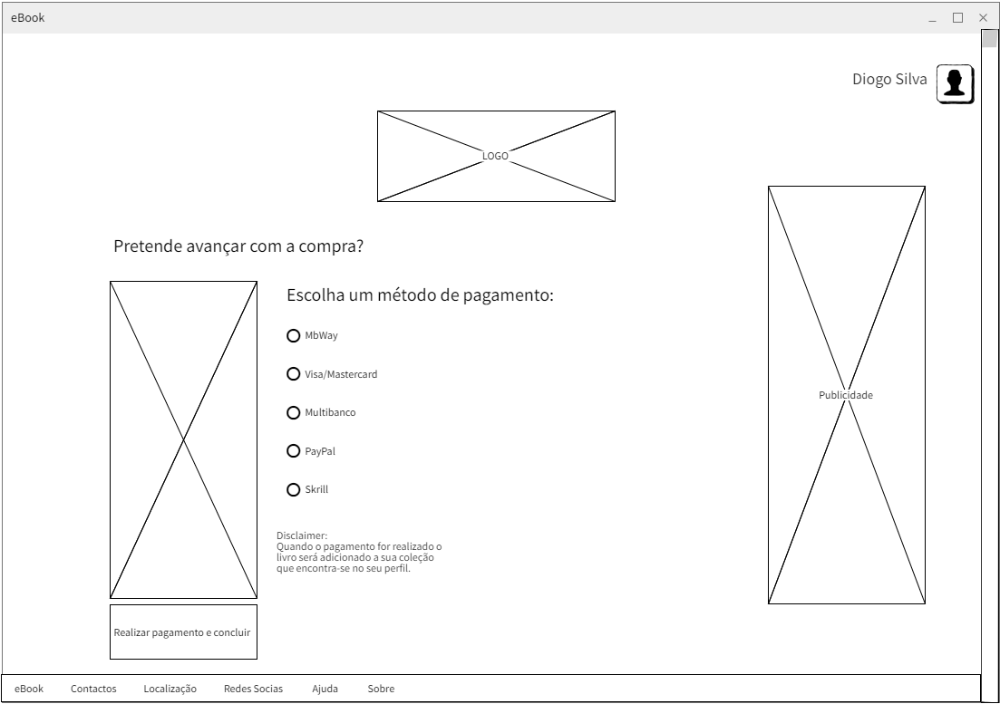 eBook
Diogo Silva
LOGO
Pretende avançar com a compra?
Escolha um método de pagamento:
MbWay
Visa/Mastercard
Multibanco
PayPal
Skrill
Publicidade
Disclaimer:
Quando o pagamento for realizado o
livro será adicionado a sua coleção
que encontra-se no seu perfil.
Realizar pagamento e concluir
eBook Contactos Localização Redes Socias Ajuda Sobre